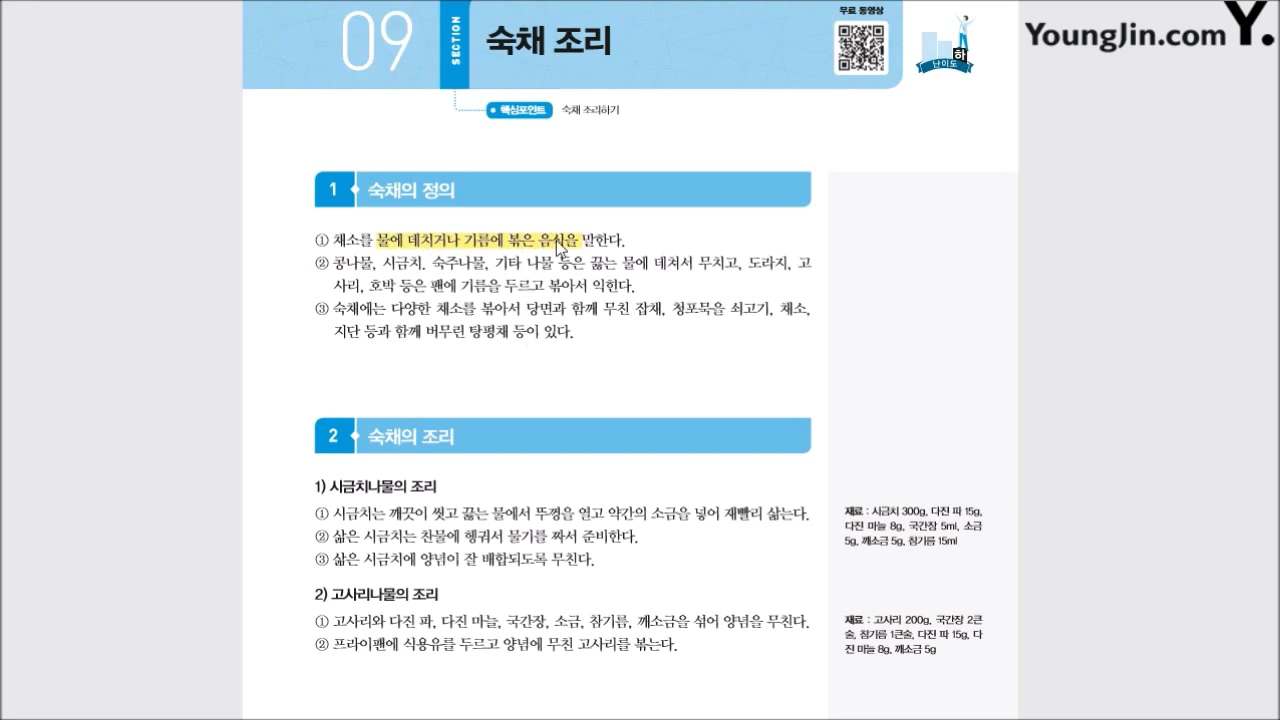 09
SECTION
숙채 조리
무료 동영상
하
난이도
YoungJin.com Y.
핵심포인트 숙채 조리하기
1 숙채의 정의
① 채소를 물에 데치거나 기름에 볶은 음식을 말한다.
② 콩나물, 시금치. 숙주나물, 기타 나물 등은 끓는 물에 데쳐서 무치고, 도라지, 고
사리, 호박 등은 팬에 기름을 두르고 볶아서 익힌다.
③ 숙채에는 다양한 채소를 볶아서 당면과 함께 무친 잡채, 청포묵을 쇠고기, 채소,
지단 등과 함께 버무린 탕평채 등이 있다.
2 숙채의 조리
1) 시금치나물의 조리
① 시금치는 깨끗이 씻고 끓는 물에서 뚜껑을 열고 약간의 소금을 넣어 재빨리 삶는다.
② 삶은 시금치는 찬물에 헹궈서 물기를 짜서 준비한다.
③ 삶은 시금치에 양념이 잘 배합되도록 무친다.
재료 : 시금치 300g, 다진 파 15g,
다진 마늘 8g, 국간장 5ml, 소금
5g, 깨소금 5g, 참기름 15ml
2) 고사리나물의 조리
① 고사리와 다진 파, 다진 마늘, 국간장, 소금, 참기름, 깨소금을 섞어 양념을 무친다.
② 프라이팬에 식용유를 두르고 양념에 무친 고사리를 볶는다.
재료 : 고사리 200g, 국간장 2큰
술, 참기름 1큰술, 다진 파 15g, 다
진 마늘 8g, 깨소금 5g